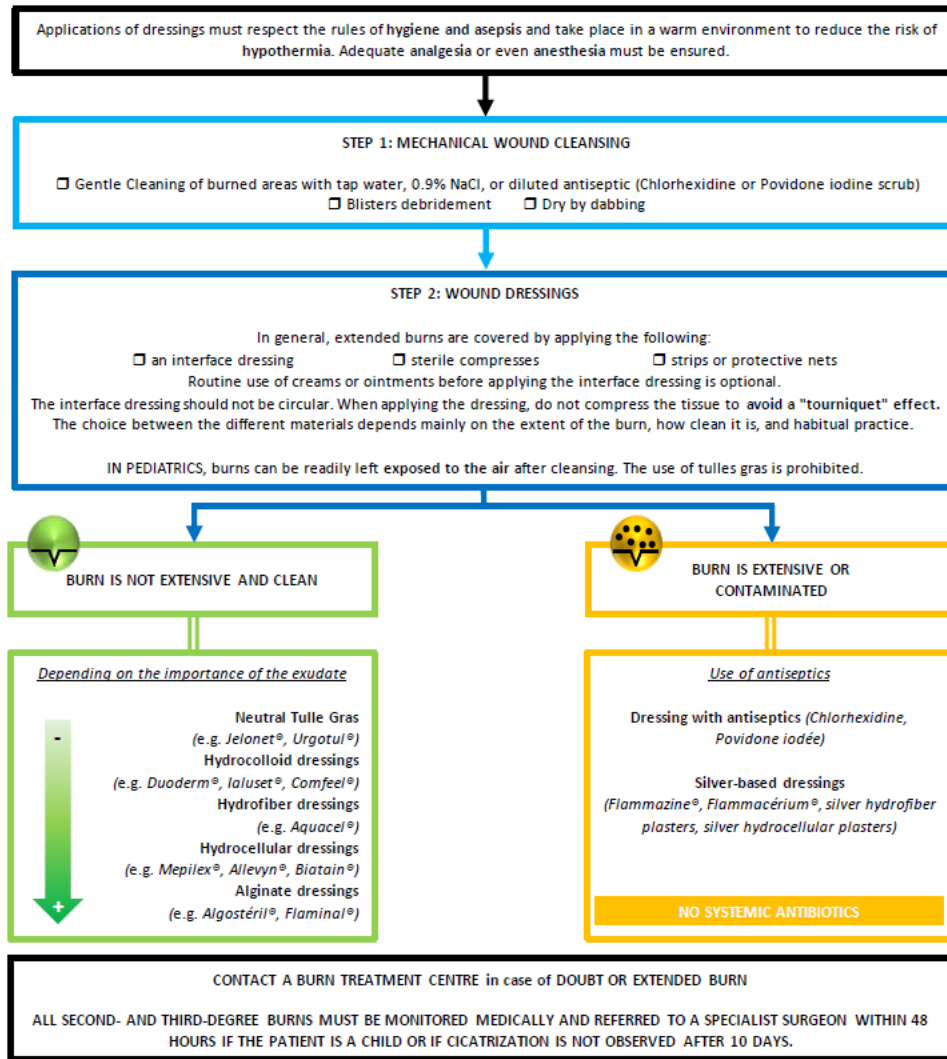 Applications of dressings must respect the rules of hygiene and asepsis and take place in a warm environment to reduce the risk of
hypothermia. Adequate analgesia or even anesthesia must be ensured.
STEP 1: MECHANICAL WOUND CLEANSING
❒ Gentle Cleaning of burned areas with tap water, 0.9% NaCl, or diluted antiseptic (Chlorhexidine or Povidone iodine scrub)
❒ Blisters debridement ❒ Dry by dabbing
STEP 2: WOUND DRESSINGS
In general, extended burns are covered by applying the following:
❒ an interface dressing ❒ sterile compresses ❒ strips or protective nets
Routine use of creams or ointments before applying the interface dressing is optional.
The interface dressing should not be circular. When applying the dressing, do not compress the tissue to avoid a "tourniquet" effect.
The choice between the different materials depends mainly on the extent of the burn, how clean it is, and habitual practice.
IN PEDIATRICS, burns can be readily left exposed to the air after cleansing. The use of tulles gras is prohibited.
BURN IS NOT EXTENSIVE AND CLEAN
Depending on the importance of the exudate
-
Neutral Tulle Gras
(e.g. Jelonet®, Urgotul®)
Hydrocolloid dressings
(e.g. Duoderm®, Ialuset®, Comfeel®)
Hydrofiber dressings
(e.g. Aquacel®)
Hydrocellular dressings
(e.g. Mepilex®, Allevyn®, Biatain®)
Alginate dressings
(e.g. Algostéril®, Flaminal®)
+
BURN IS EXTENSIVE OR
CONTAMINATED
Use of antiseptics
Dressing with antiseptics (Chlorhexidine,
Povidone iodée)
Silver-based dressings
(Flammazine®, Flammacérium®, silver hydrofiber
plasters, silver hydrocellular plasters)
NO SYSTEMIC ANTIBIOTICS
CONTACT A BURN TREATMENT CENTRE in case of DOUBT OR EXTENDED BURN
ALL SECOND- AND THIRD-DEGREE BURNS MUST BE MONITORED MEDICALLY AND REFERRED TO A SPECIALIST SURGEON WITHIN 48
HOURS IF THE PATIENT IS A CHILD OR IF CICATRIZATION IS NOT OBSERVED AFTER 10 DAYS.